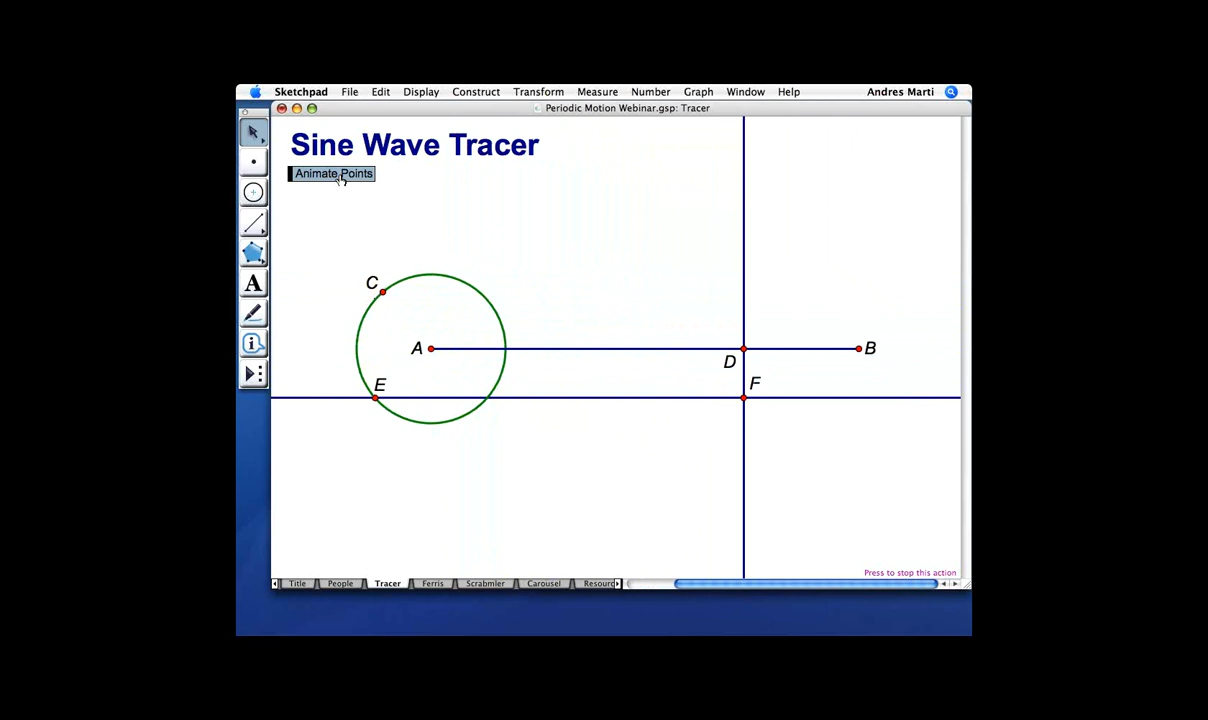 Sketchpad File Edit Display Construct Transform Measure Number Graph Window Help Andres Marti
Periodic Motion Webinar.gsp: Tracer
Sine Wave Tracer
Animate Points
C
A
D
B
E
F
A
Press to stop this action
Title People Tracer Ferris Scrabmler Carousel Resourc